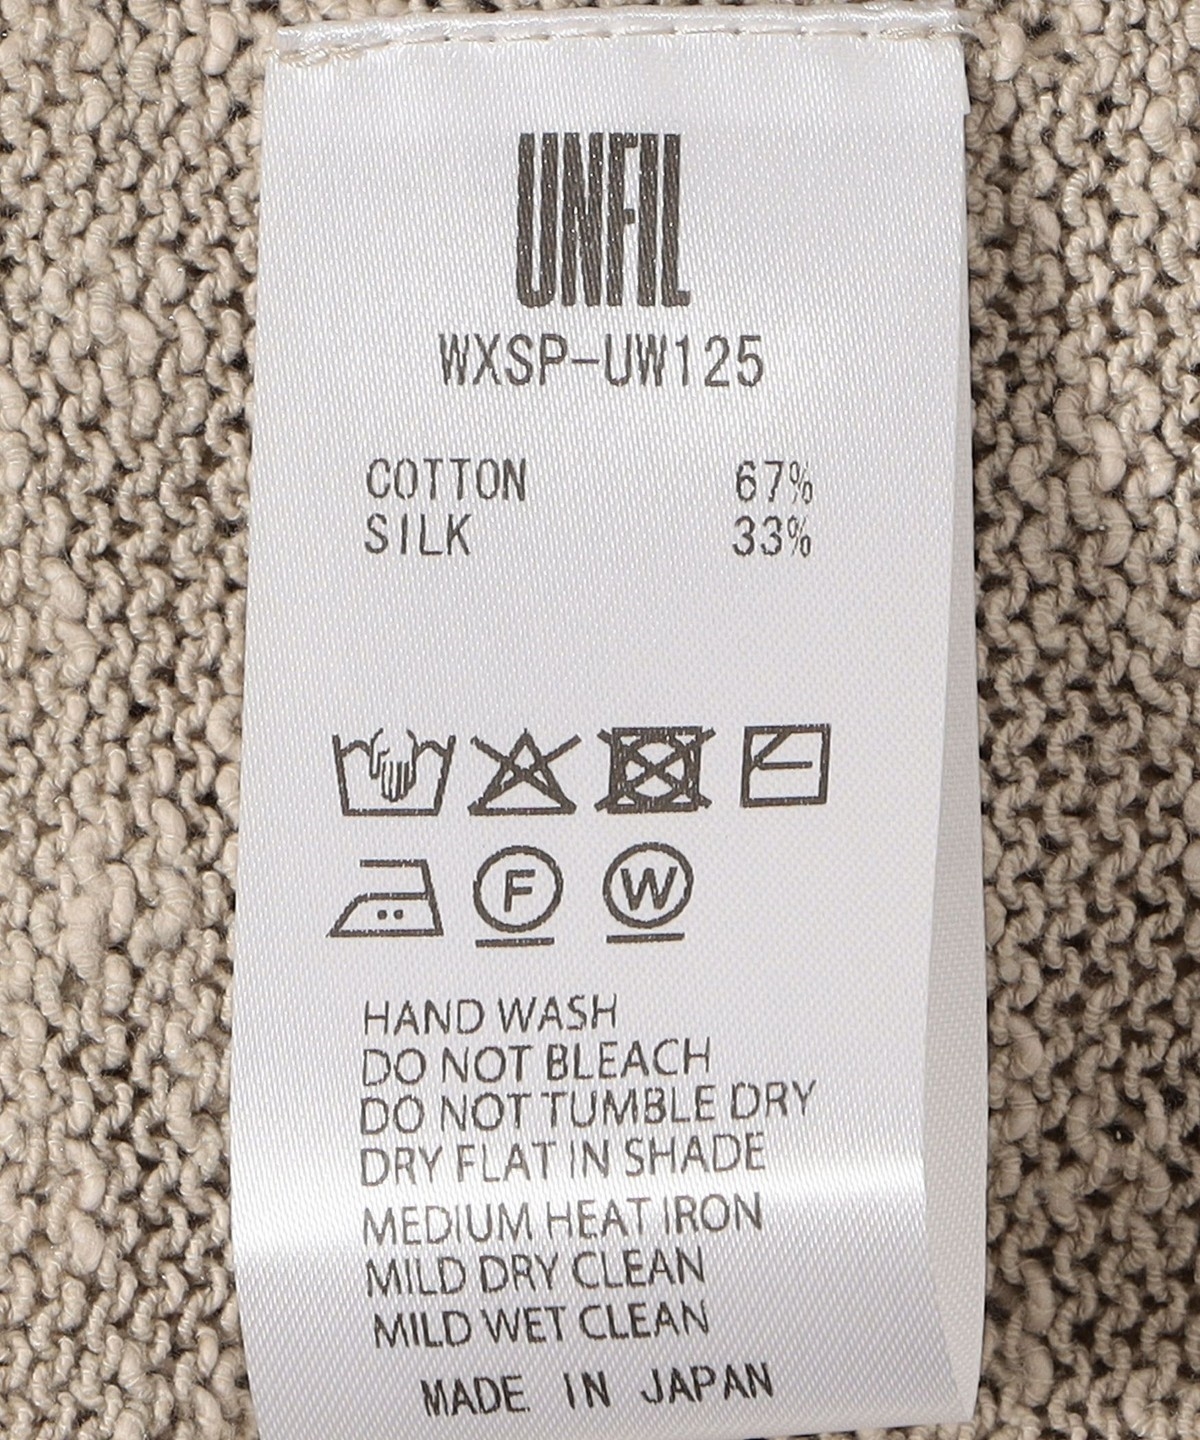 UNFIL
WXSP-UW125
COTTON 67%
SILK 33%
F W
HAND WASH
DO NOT BLEACH
DO NOT TUMBLE DRY
DRY FLAT IN SHADE
MEDIUM HEAT IRON
MILD DRY CLEAN
MILD WET CLEAN
MADE IN JAPAN